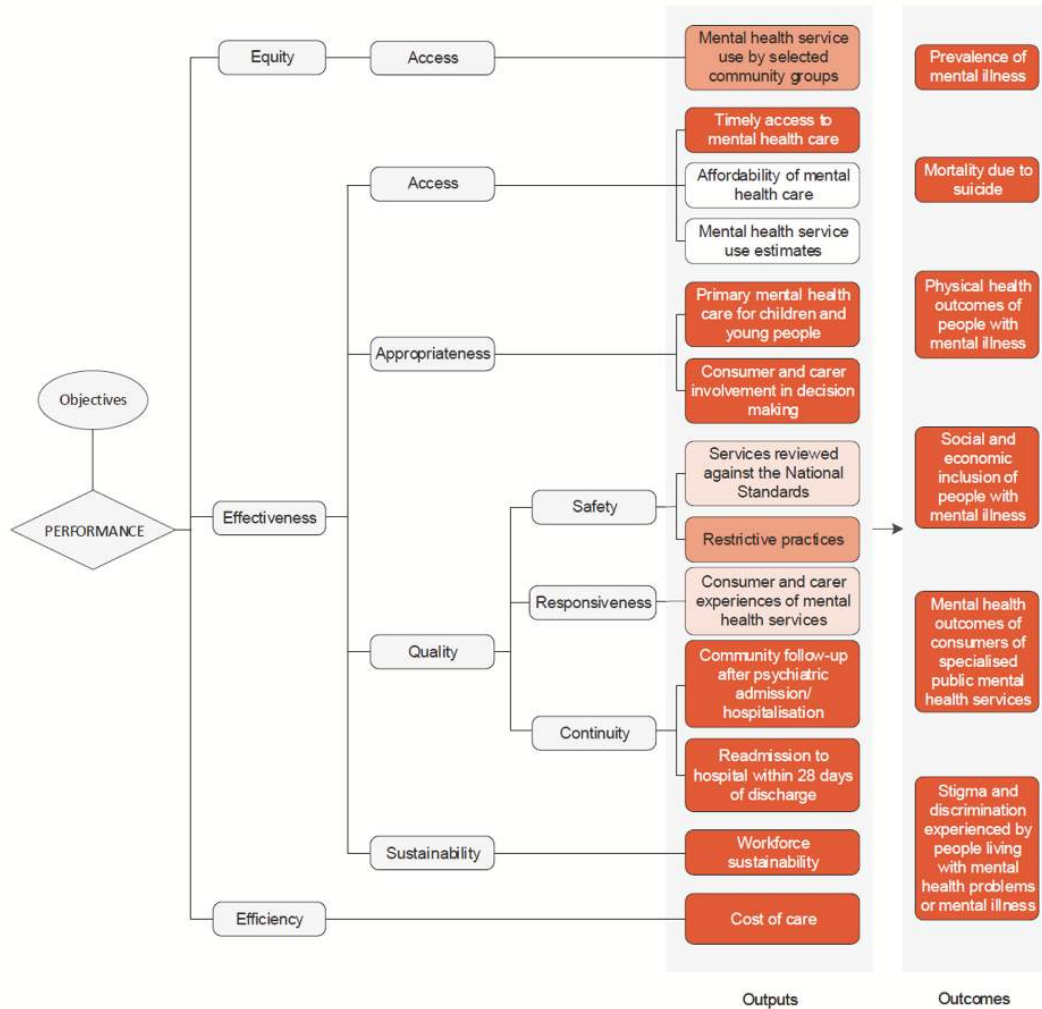 Objectives
PERFORMANCE
Equity
Access
Mental health service
use by selected
community groups
Effectiveness
Access
Timely access to
mental health care
Affordability of mental
health care
Mental health service
use estimates
Appropriateness
Primary mental health
care for children and
young people
Consumer and carer
involvement in decision
making
Quality
Safety
Services reviewed
against the National
Standards
Restrictive practices
Responsiveness
Consumer and carer
experiences of mental
health services
Continuity
Community follow-up
after psychiatric
admission/
hospitalisation
Readmission to
hospital within 28 days
of discharge
Sustainability
Workforce
sustainability
Efficiency
Cost of care
Outputs
Prevalence of
mental illness
Mortality due to
suicide
Physical health
outcomes of
people with
mental illness
Social and
economic
inclusion of
people with
mental illness
Mental health
outcomes of
consumers of
specialised
public mental
health services
Stigma and
discrimination
experienced by
people living
with mental
health problems
or mental illness
Outcomes